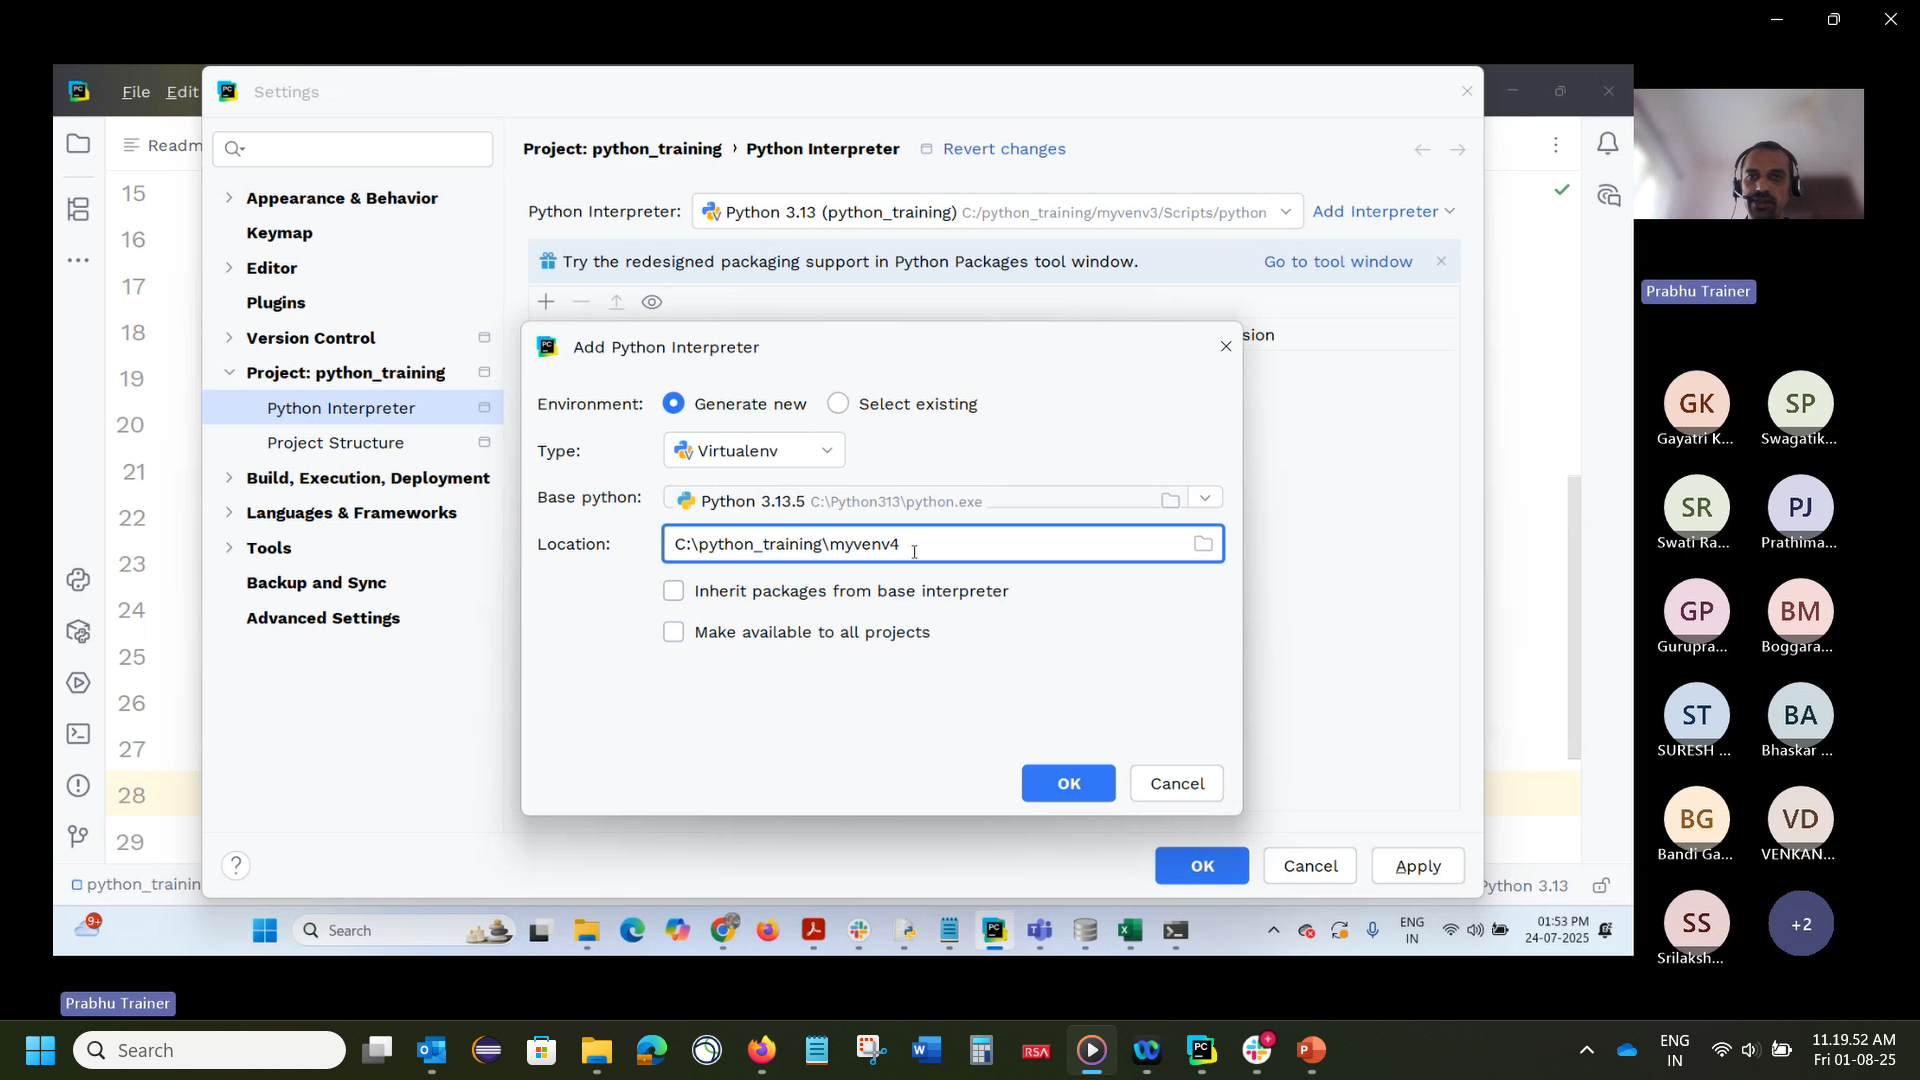 File Edit
Settings
Readm
Project: python_training › Python Interpreter Revert changes
Python Interpreter: Python 3.13 (python_training) C:/python_training/myvenv3/Scripts/python Add Interpreter
Try the redesigned packaging support in Python Packages tool window. Go to tool window
sion
Appearance & Behavior
Keymap
Editor
Plugins
Version Control
Project: python_training
Python Interpreter
Project Structure
Build, Execution, Deployment
Languages & Frameworks
Tools
Backup and Sync
Advanced Settings
15
16
17
18
19
20
21
22
23
24
25
26
27
28
29
Add Python Interpreter
Environment: Generate new Select existing
Type: Virtualenv
Base python: Python 3.13.5 C:\Python313\python.exe
Location: C:\python_training\myvenv4
Inherit packages from base interpreter
Make available to all projects
OK Cancel
? OK Cancel Apply
python_trainin
Python 3.13
9+
Search
ENG
IN
01:53 PM
24-07-2025
Prabhu Trainer
GK SP
Gayatri K... Swagatik...
SR PJ
Swati Ra... Prathima...
GP BM
Gurupra... Boggara...
ST BA
SURESH ... Bhaskar ...
BG VD
Bandi Ga... VENKAN...
SS +2
Srilaksh...
Prabhu Trainer
Search
RSA
ENG
IN
11.19.52 AM
Fri 01-08-25